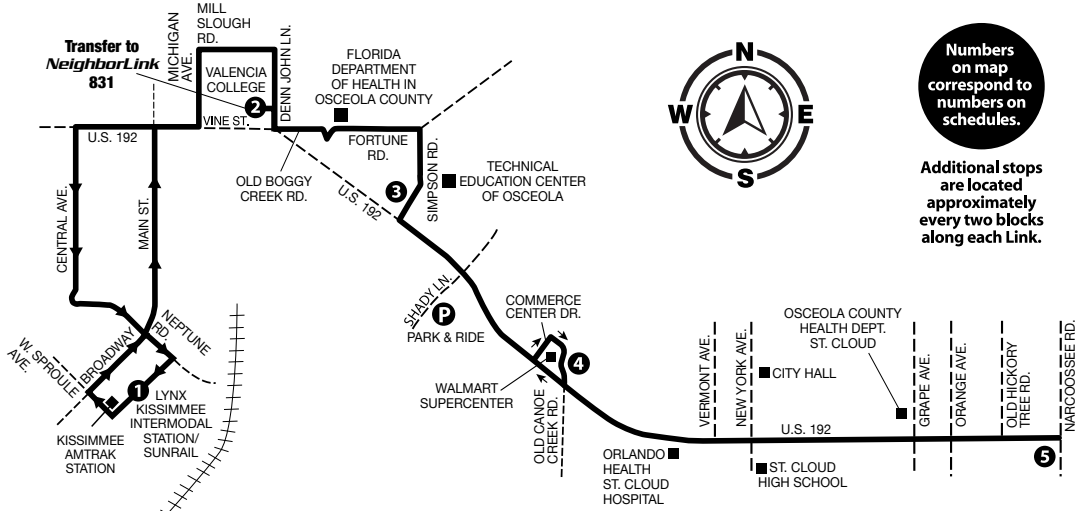 MILL
SLOUGH
RD.
MICHIGAN
AVE.
DENN JOHN LN.
Transfer to
NeighborLink
831
VALENCIA
COLLEGE
2
FLORIDA
DEPARTMENT
OF HEALTH IN
OSCEOLA COUNTY
U.S. 192
VINE ST.
FORTUNE
RD.
OLD BOGGY
CREEK RD.
U.S. 192
3
SIMPSON RD.
TECHNICAL
EDUCATION CENTER
OF OSCEOLA
CENTRAL AVE.
MAIN ST.
N
W
E
S
Numbers
on map
correspond to
numbers on
schedules.
Additional stops
are located
approximately
every two blocks
along each Link.
SHADY LN.
P
PARK & RIDE
COMMERCE
CENTER DR.
4
WALMART
SUPERCENTER
OLD CANOE
CREEK RD.
W. SPROULE
AVE.
BROADWAY
NEPTUNE
RD.
1
LYNX
KISSIMMEE
INTERMODAL
STATION/
SUNRAIL
KISSIMMEE
AMTRAK
STATION
ORLANDO
HEALTH
ST. CLOUD
HOSPITAL
VERMONT AVE.
NEW YORK AVE.
CITY HALL
ST. CLOUD
HIGH SCHOOL
OSCEOLA COUNTY
HEALTH DEPT.
ST. CLOUD
U.S. 192
GRAPE AVE.
ORANGE AVE.
OLD HICKORY
TREE RD.
NARCOOSSEE RD.
5